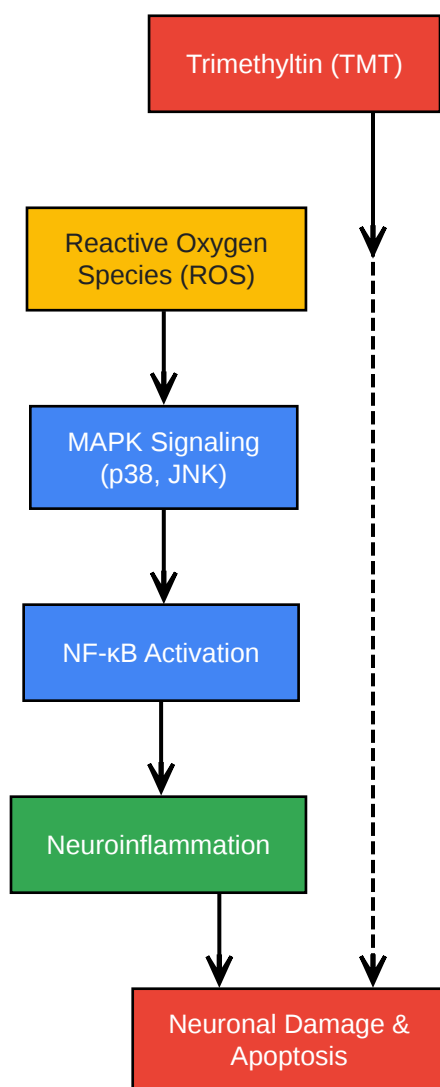 Trimethyltin (TMT)
Reactive Oxygen
Species (ROS)
MAPK Signaling
(p38, JNK)
NF-κB Activation
Neuroinflammation
Neuronal Damage &
Apoptosis